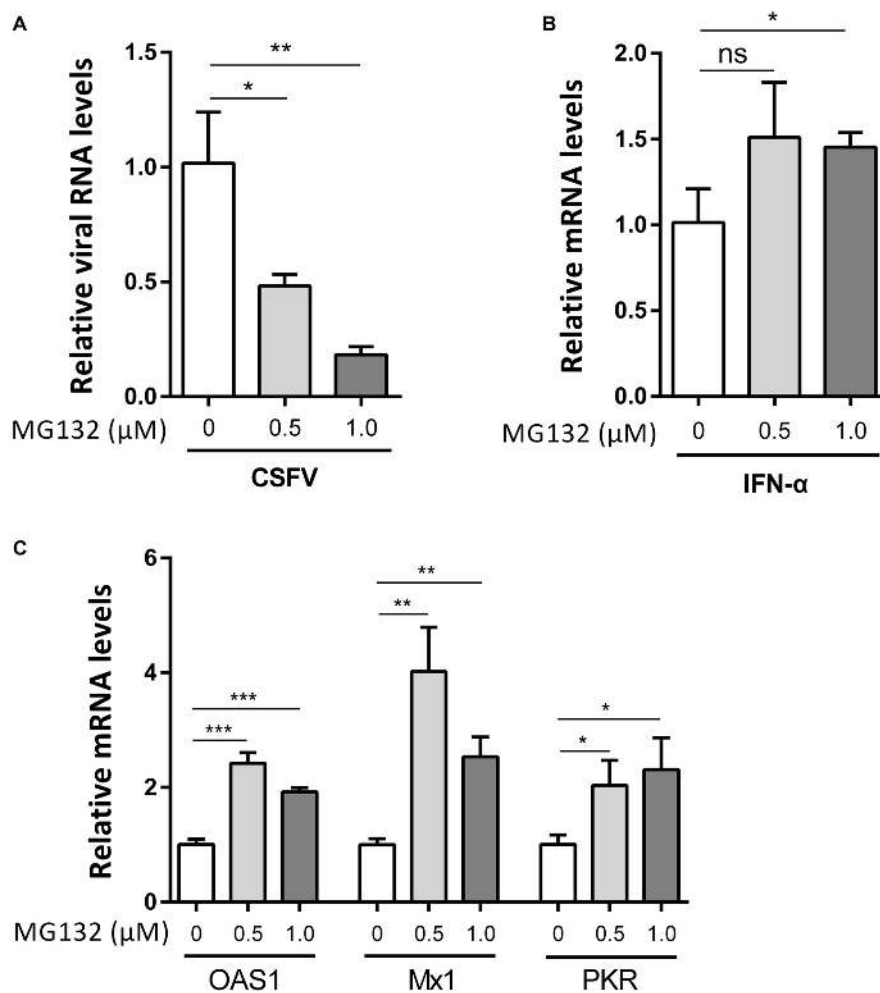 A
Relative viral RNA levels
1.5
1.0
0.5
0.0
**
*
MG132 (μM) 0 0.5 1.0
CSFV
B
Relative mRNA levels
2.0
1.5
1.0
0.5
0.0
*
ns
MG132 (μM) 0 0.5 1.0
IFN-α
C
Relative mRNA levels
6
4
2
0
***
***
**
**
*
*
MG132 (μM) 0 0.5 1.0 0 0.5 1.0 0 0.5 1.0
OAS1 Mx1 PKR